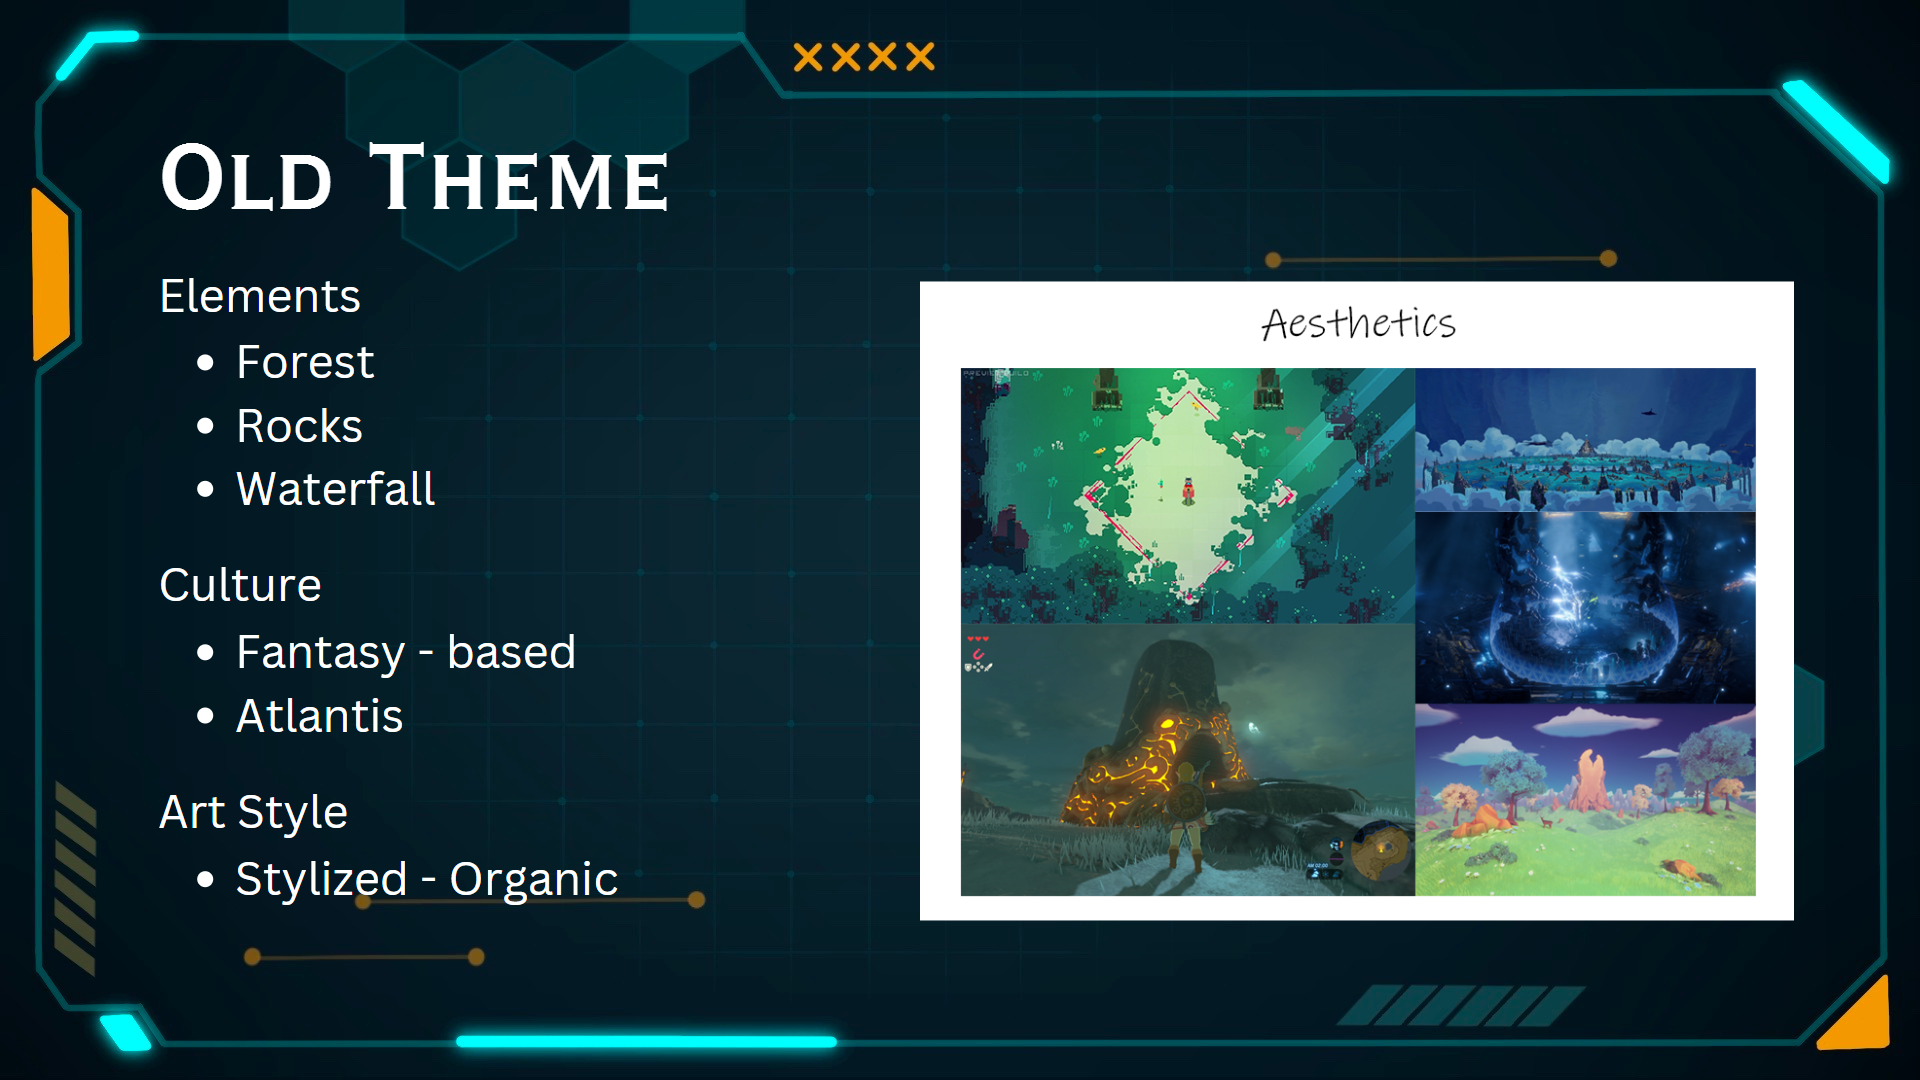 Old Theme
Elements
• Forest
• Rocks
• Waterfall
Culture
• Fantasy - based
• Atlantis
Art Style
• Stylized - Organic
Aesthetics